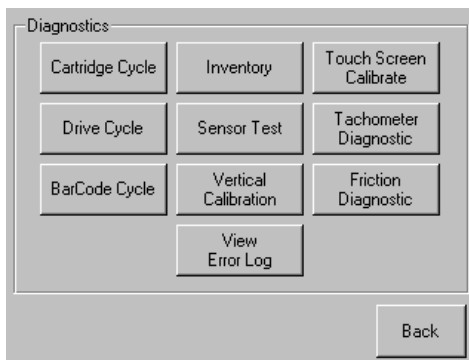 Diagnostics
Cartridge Cycle
Inventory
Touch Screen
Calibrate
Drive Cycle
Sensor Test
Tachometer
Diagnostic
BarCode Cycle
Vertical
Calibration
Friction
Diagnostic
View
Error Log
Back